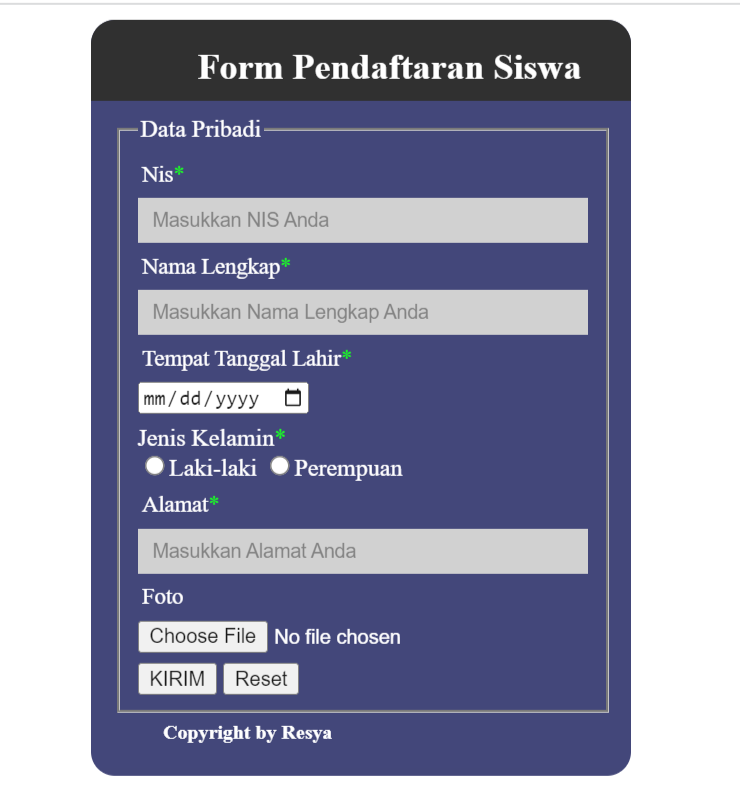 Form Pendaftaran Siswa
Data Pribadi
Nis*
Masukkan NIS Anda
Nama Lengkap*
Masukkan Nama Lengkap Anda
Tempat Tanggal Lahir*
mm/dd/yyyy
Jenis Kelamin*
Laki-laki Perempuan
Alamat*
Masukkan Alamat Anda
Foto
Choose File No file chosen
KIRIM Reset
Copyright by Resya